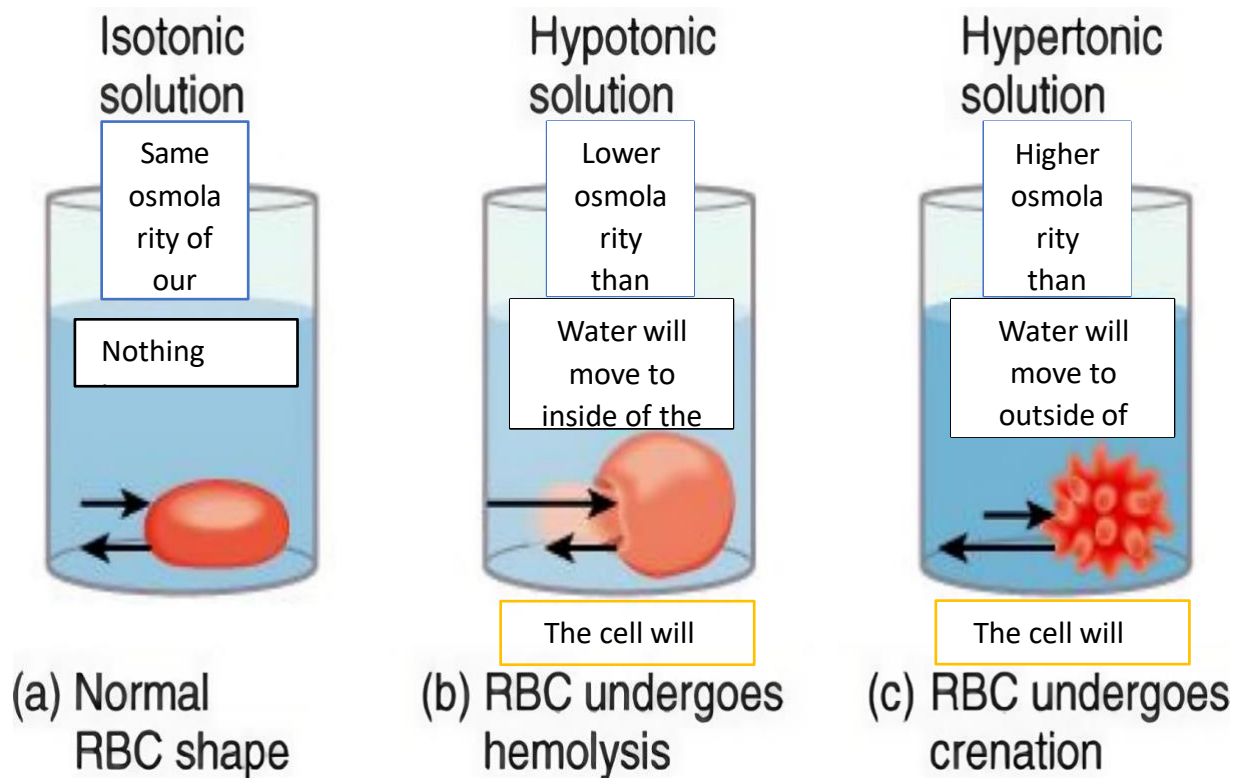 Isotonic
solution
Same
osmola
rity of
our
Nothing
(a) Normal
RBC shape
Hypotonic
solution
Lower
osmola
rity
than
Water will
move to
inside of the
The cell will
(b) RBC undergoes
hemolysis
Hypertonic
solution
Higher
osmola
rity
than
Water will
move to
outside of
The cell will
(c) RBC undergoes
crenation